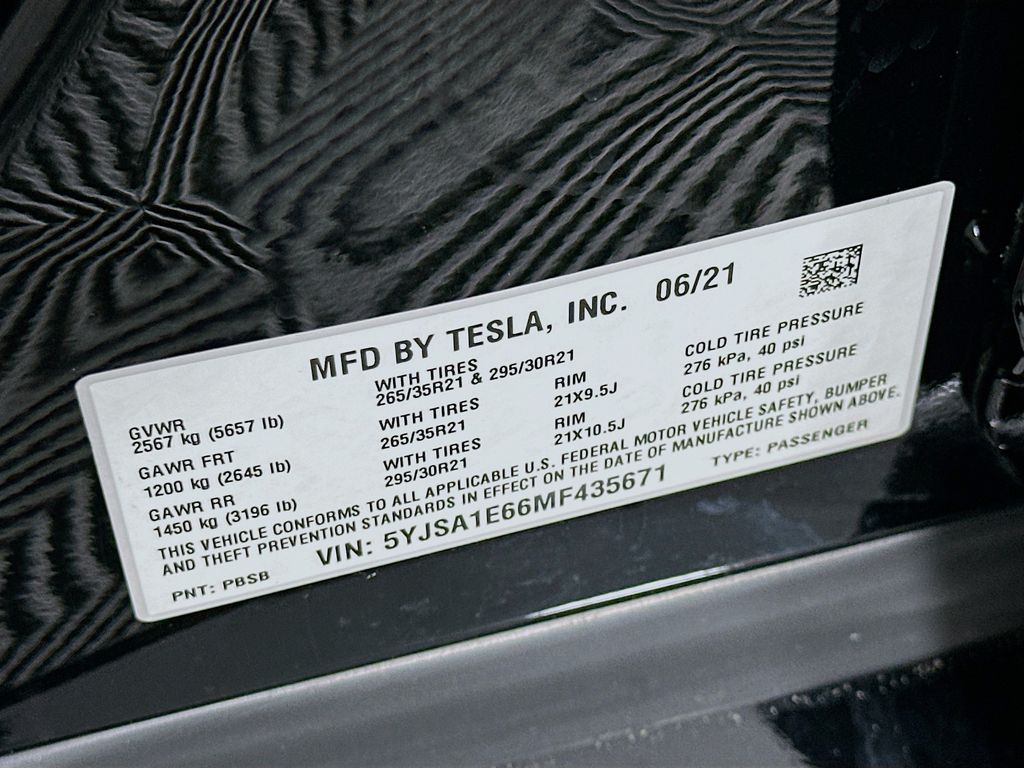 MFD BY TESLA, INC. 06/21
GVWR WITH TIRES COLD TIRE PRESSURE
2567 kg (5657 lb) 265/35R21 & 295/30R21 276 kPa, 40 psi
GAWR FRT WITH TIRES RIM COLD TIRE PRESSURE
1200 kg (2645 lb) 265/35R21 21X9.5J 276 kPa, 40 psi
GAWR RR WITH TIRES RIM
1450 kg (3196 lb) 295/30R21 21X10.5J
THIS VEHICLE CONFORMS TO ALL APPLICABLE U.S. FEDERAL MOTOR VEHICLE SAFETY, BUMPER
AND THEFT PREVENTION STANDARDS IN EFFECT ON THE DATE OF MANUFACTURE SHOWN ABOVE.
PNT: PBSB VIN: 5YJSA1E66MF435671 TYPE: PASSENGER